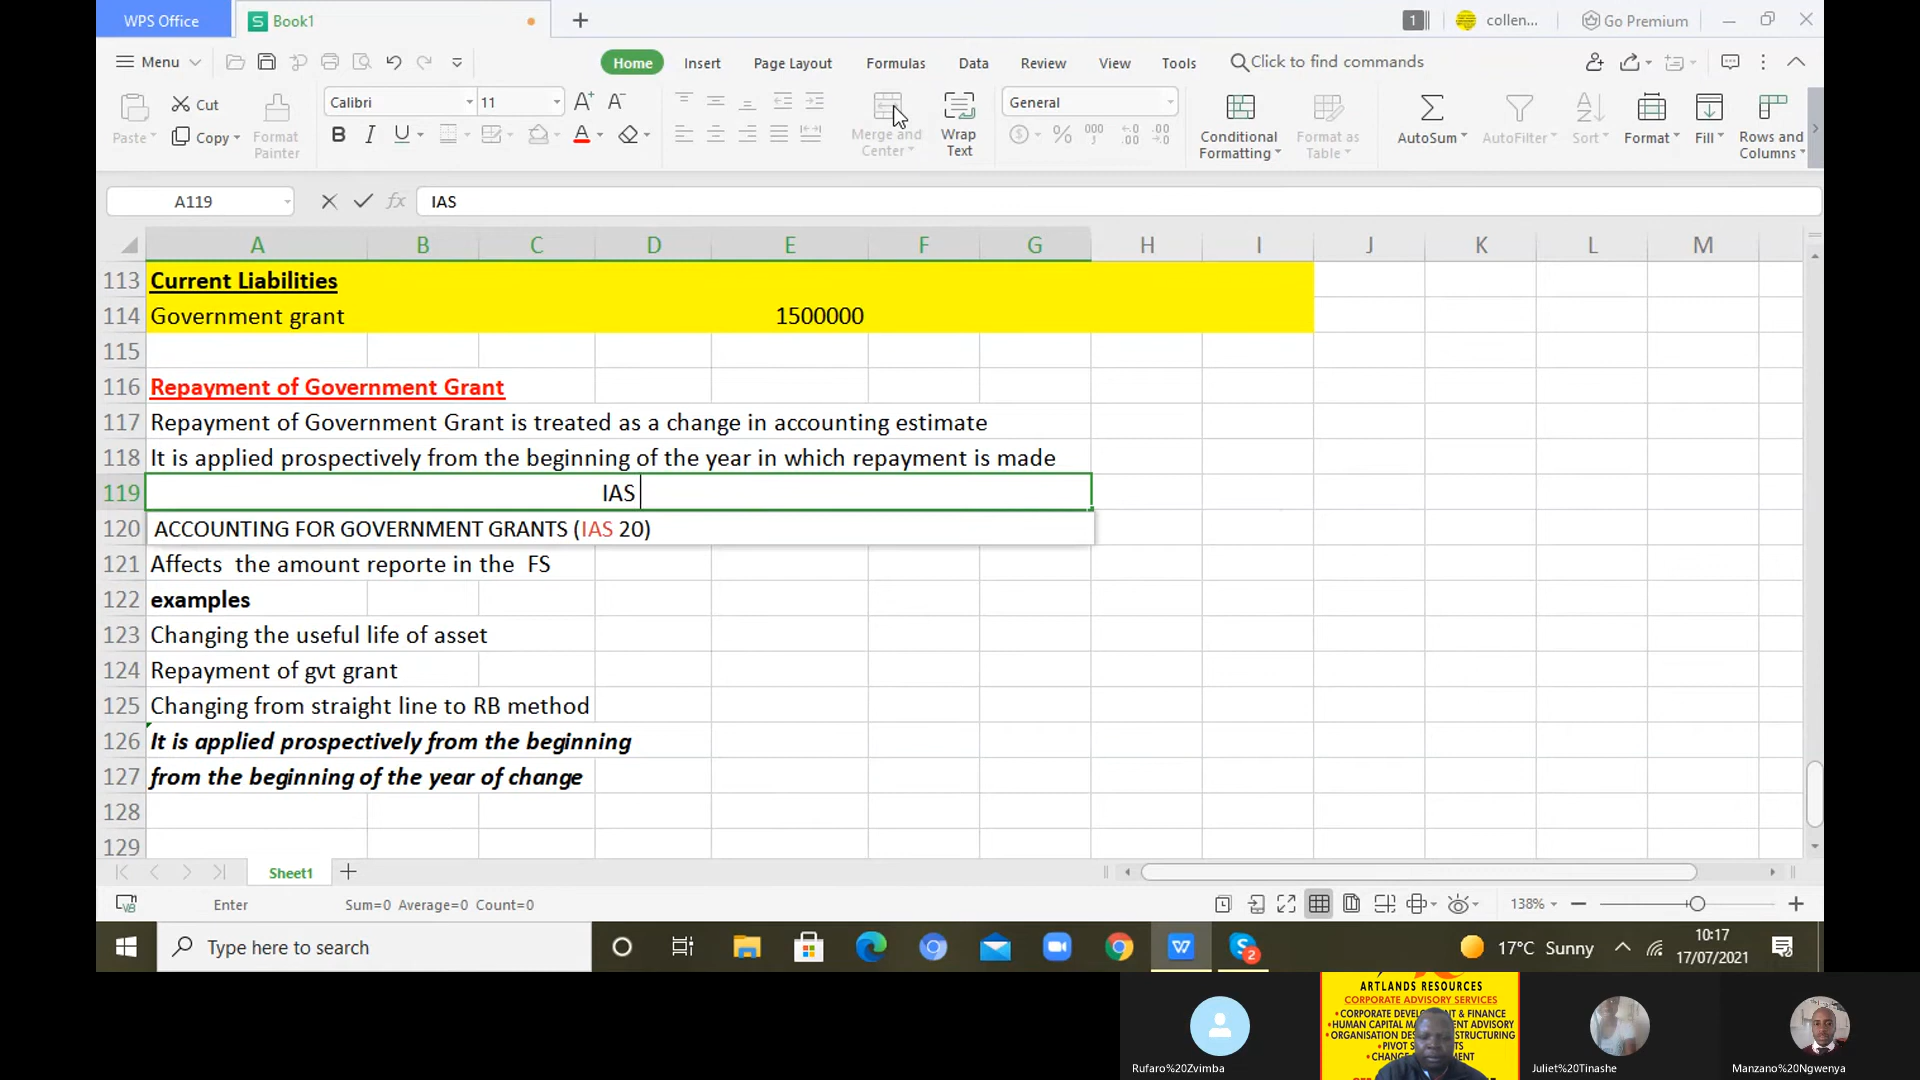 WPS Office
S Book1
1
collen...
Go Premium
Menu
Home
Insert
Page Layout
Formulas
Data
Review
View
Tools
Click to find commands
Paste
Cut
Copy
Format Painter
Calibri
11
Merge and Center
Wrap Text
General
Conditional Formatting
Format as Table
AutoSum
AutoFilter
Sort
Format
Fill
Rows and Columns
A119
fx
IAS
A B C D E F G H I J K L M
113 Current Liabilities
114 Government grant 1500000
115
116 Repayment of Government Grant
117 Repayment of Government Grant is treated as a change in accounting estimate
118 It is applied prospectively from the beginning of the year in which repayment is made
119 IAS
120 ACCOUNTING FOR GOVERNMENT GRANTS (IAS 20)
121 Affects the amount reporte in the FS
122 examples
123 Changing the useful life of asset
124 Repayment of gvt grant
125 Changing from straight line to RB method
126 It is applied prospectively from the beginning
127 from the beginning of the year of change
128
129
Sheet1
Enter
Sum=0 Average=0 Count=0
138%
Type here to search
2
17°C Sunny
10:17
17/07/2021
ARTLANDS RESOURCES
CORPORATE ADVISORY SERVICES
Rufaro%20Zvimba
Juliet%20Tinashe
Manzano%20Ngwenya